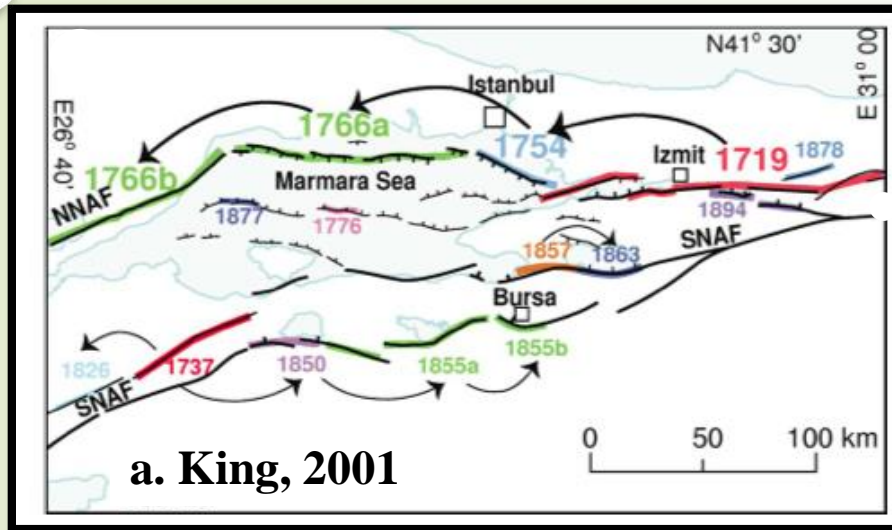 N41° 30'
E 31° 00
E26° 40'
Istanbul
1766a
1754
Izmit
1719
1878
1766b
Marmara Sea
NNAF
1877
1776
1894
SNAF
1857
1863
Bursa
1826
1737
1850
1855a
1855b
SNAF
0 50 100 km
a. King, 2001